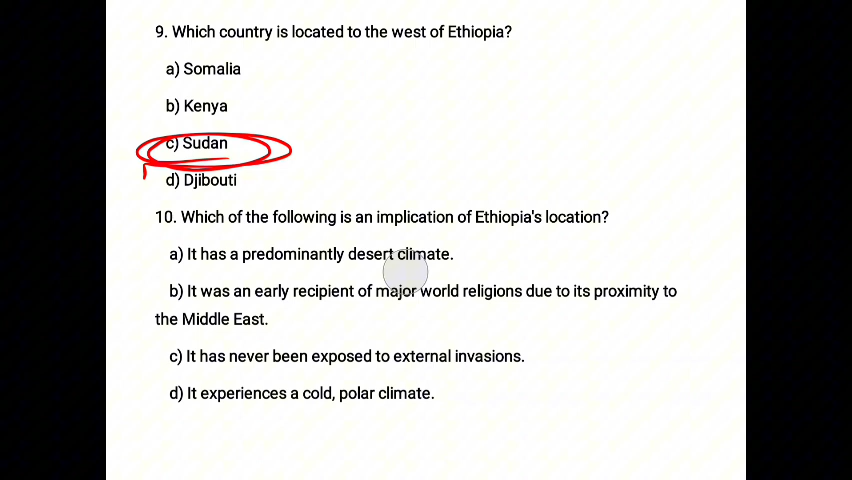 9. Which country is located to the west of Ethiopia?
a) Somalia
b) Kenya
c) Sudan
d) Djibouti
10. Which of the following is an implication of Ethiopia's location?
a) It has a predominantly desert climate.
b) It was an early recipient of major world religions due to its proximity to
the Middle East.
c) It has never been exposed to external invasions.
d) It experiences a cold, polar climate.